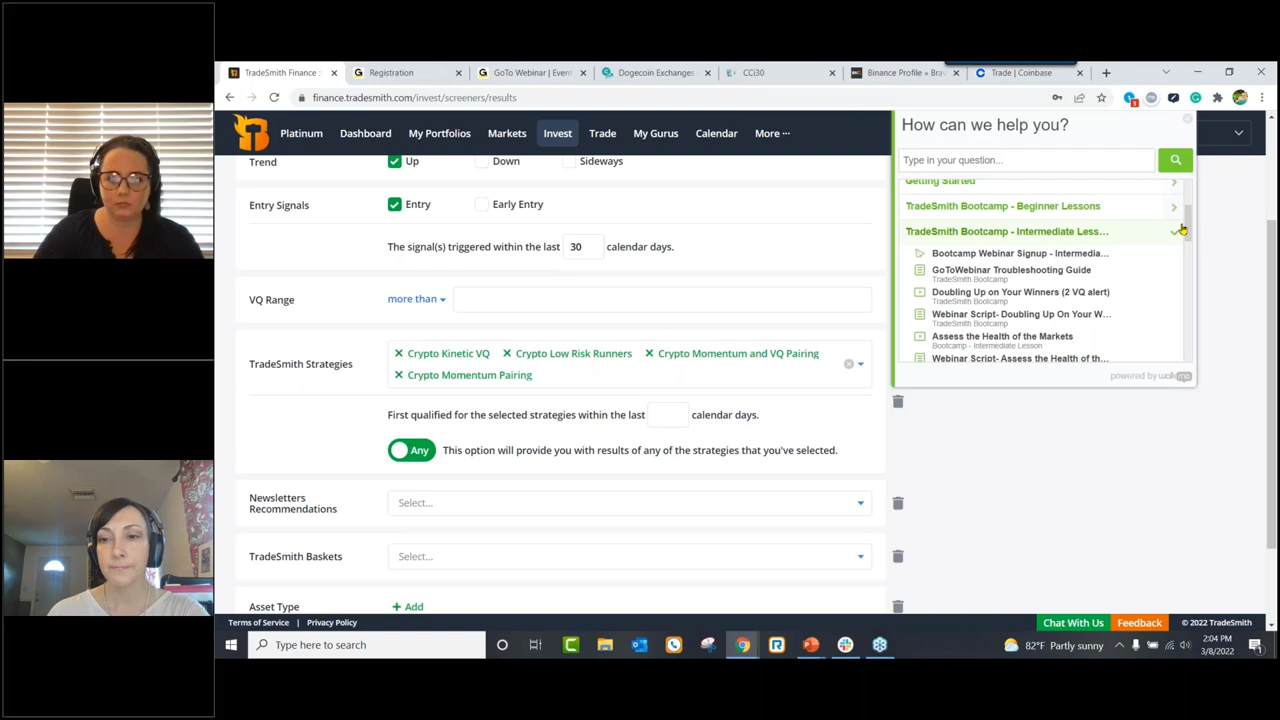 TradeSmith Finance ::
Registration
GoTo Webinar | Event
Dogecoin Exchanges
CCi30
Binance Profile » Brav
Trade | Coinbase
finance.tradesmith.com/invest/screeners/results
3
Platinum
Dashboard
My Portfolios
Markets
Invest
Trade
My Gurus
Calendar
More ···
Trend
Up
Down
Sideways
Entry Signals
Entry
Early Entry
The signal(s) triggered within the last 30 calendar days.
VQ Range
more than
TradeSmith Strategies
Crypto Kinetic VQ
Crypto Low Risk Runners
Crypto Momentum and VQ Pairing
Crypto Momentum Pairing
First qualified for the selected strategies within the last calendar days.
Any
This option will provide you with results of any of the strategies that you've selected.
Newsletters
Recommendations
Select...
TradeSmith Baskets
Select...
Asset Type
+ Add
How can we help you?
Type in your question...
Getting Started
TradeSmith Bootcamp - Beginner Lessons
TradeSmith Bootcamp - Intermediate Less...
Bootcamp Webinar Signup - Intermedia...
GoToWebinar Troubleshooting Guide
TradeSmith Bootcamp
Doubling Up on Your Winners (2 VQ alert)
Webinar Script- Doubling Up On Your W...
TradeSmith Bootcamp
Assess the Health of the Markets
Bootcamp - Intermediate Lesson
Webinar Script- Assess the Health of th...
powered by walkme
Terms of Service
Privacy Policy
Chat With Us
Feedback
© 2022 TradeSmith
Type here to search
82°F Partly sunny
2:04 PM
3/8/2022